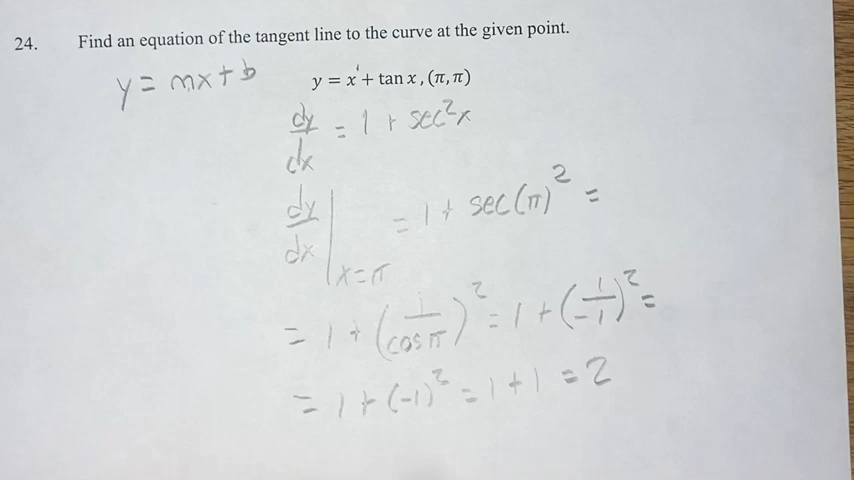 24. Find an equation of the tangent line to the curve at the given point.
y = mx + b
y = x' + tan x , (π, π)
dy/dx = 1 + sec²x
dy/dx |x=π = 1 + sec(π)² =
= 1 + (1/cos π)² = 1 + (1/-1)² =
= 1 + (-1)² = 1 + 1 = 2